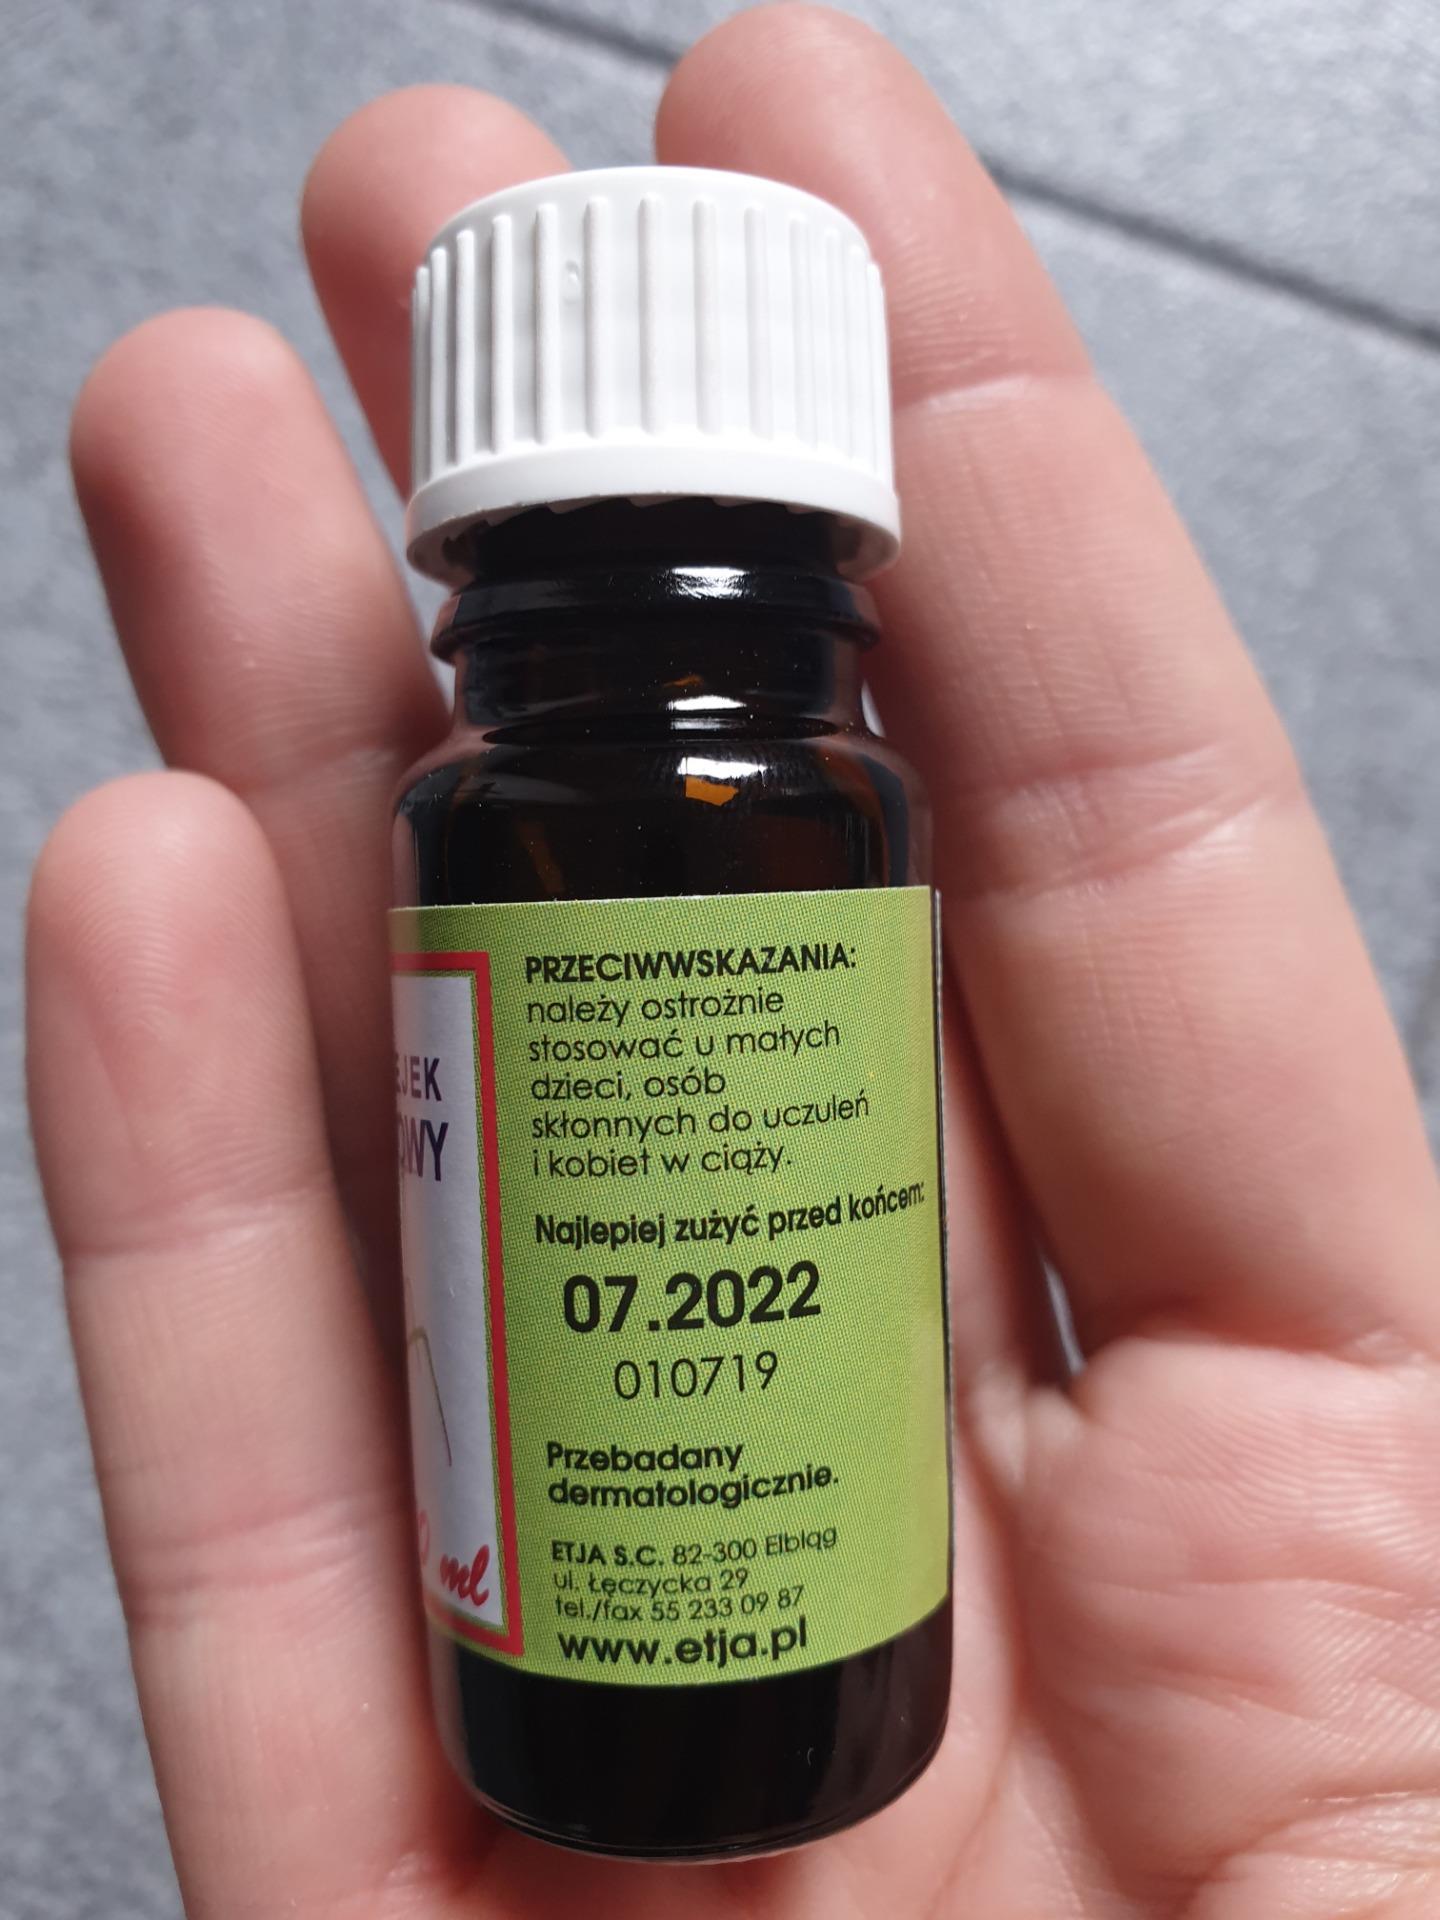 PRZECIWWSKAZANIA:
należy ostrożnie
stosować u małych
dzieci, osób
skłonnych do uczuleń
i kobiet w ciąży.
Najlepiej zużyć przed końcem:
07.2022
010719
Przebadany
dermatologicznie.
ETJA S.C. 82-300 Elbląg
ul. Łęczycka 29
tel./fax 55 233 09 87
www.etja.pl
ml